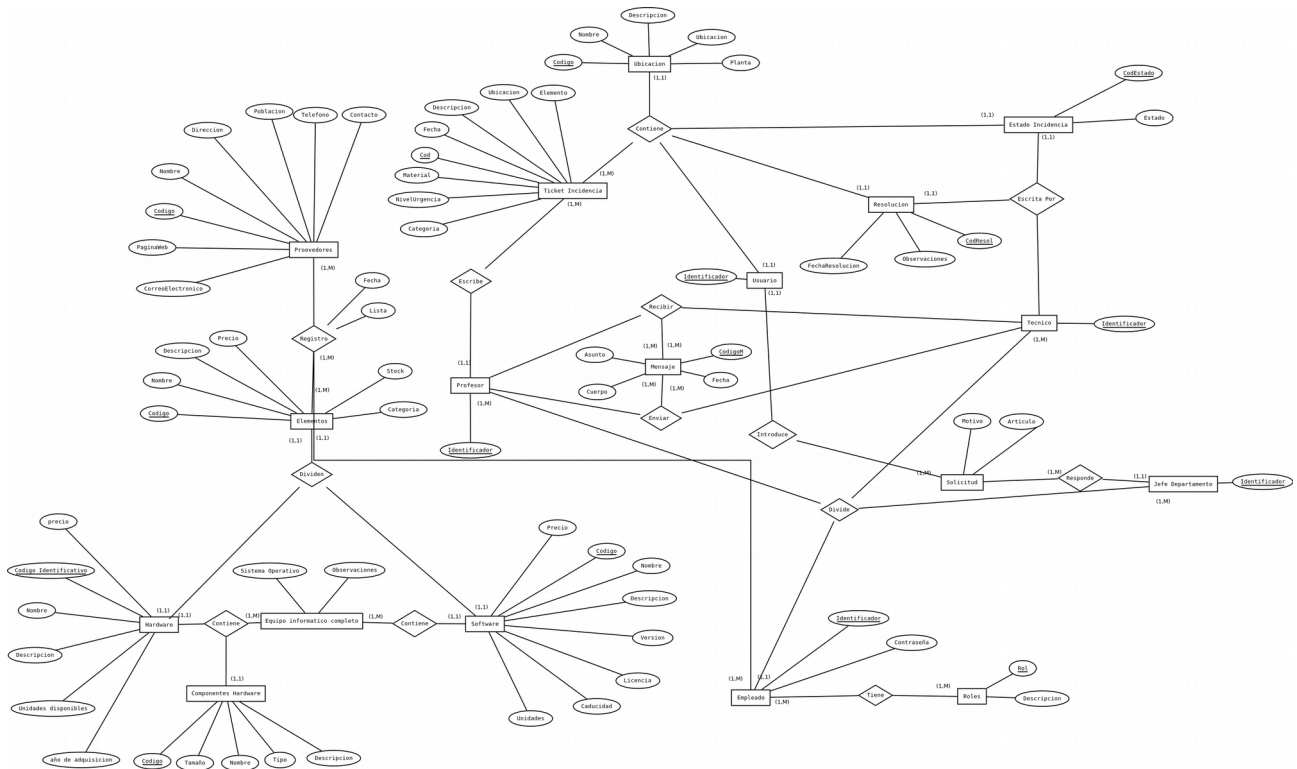 Descripcion
Nombre
Ubicacion
Codigo
Ubicacion
Planta
(1,1)
CodEstado
Estado
(1,1)
Estado Incidencia
(1,1)
Contiene
Ubicacion
Elemento
Descripcion
Fecha
Cod
Material
NivelUrgencia
Categoria
(1,M)
Ticket Incidencia
(1,M)
Poblacion
Telefono
Contacto
Direccion
Nombre
Codigo
PaginaWeb
CorreoElectronico
Proovedores
(1,M)
(1,1)
Resolucion
(1,1)
Escrita Por
CodResol
Observaciones
FechaResolucion
Escribe
Identificador
(1,1)
Usuario
(1,1)
Fecha
Lista
Registro
(1,M)
Recibir
(1,M)
(1,M)
Tecnico
(1,M)
Identificador
Asunto
Mensaje
CodigoM
Cuerpo
(1,M)
(1,M)
Fecha
Enviar
(1,1)
Profesor
(1,M)
Identificador
Precio
Descripcion
Nombre
Codigo
Stock
Categoria
(1,M)
Elementos
(1,1)
(1,1)
Dividen
Introduce
Motivo
Articulo
(1,M)
Solicitud
(1,M)
Responde
(1,1)
Jefe Departamento
Identificador
(1,M)
Divide
precio
Codigo Identificativo
Nombre
Descripcion
Unidades disponibles
año de adquisicion
(1,1)
(1,1)
Hardware
Contiene
(1,M)
Sistema Operativo
Observaciones
Equipo informatico completo
(1,M)
Contiene
(1,1)
(1,1)
Software
Precio
Codigo
Nombre
Descripcion
Version
Licencia
Caducidad
Unidades
(1,1)
Componentes Hardware
Codigo
Tamaño
Nombre
Tipo
Descripcion
Identificador
Contraseña
(1,M)
(1,1)
Empleado
(1,M)
Tiene
(1,M)
Roles
Rol
Descripcion